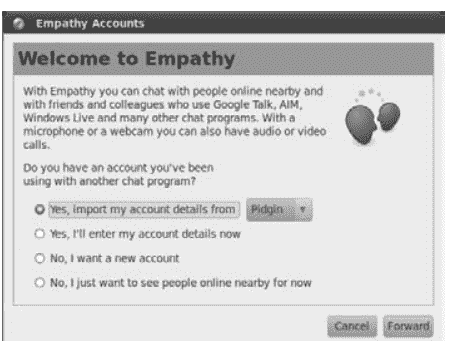 Empathy Accounts
Welcome to Empathy
With Empathy you can chat with people online nearby and
with friends and colleagues who use Google Talk, AIM,
Windows Live and many other chat programs. With a
microphone or a webcam you can also have audio or video
calls.
Do you have an account you've been
using with another chat program?
Yes, import my account details from Pidgin
Yes, I'll enter my account details now
No, I want a new account
No, I just want to see people online nearby for now
Cancel Forward